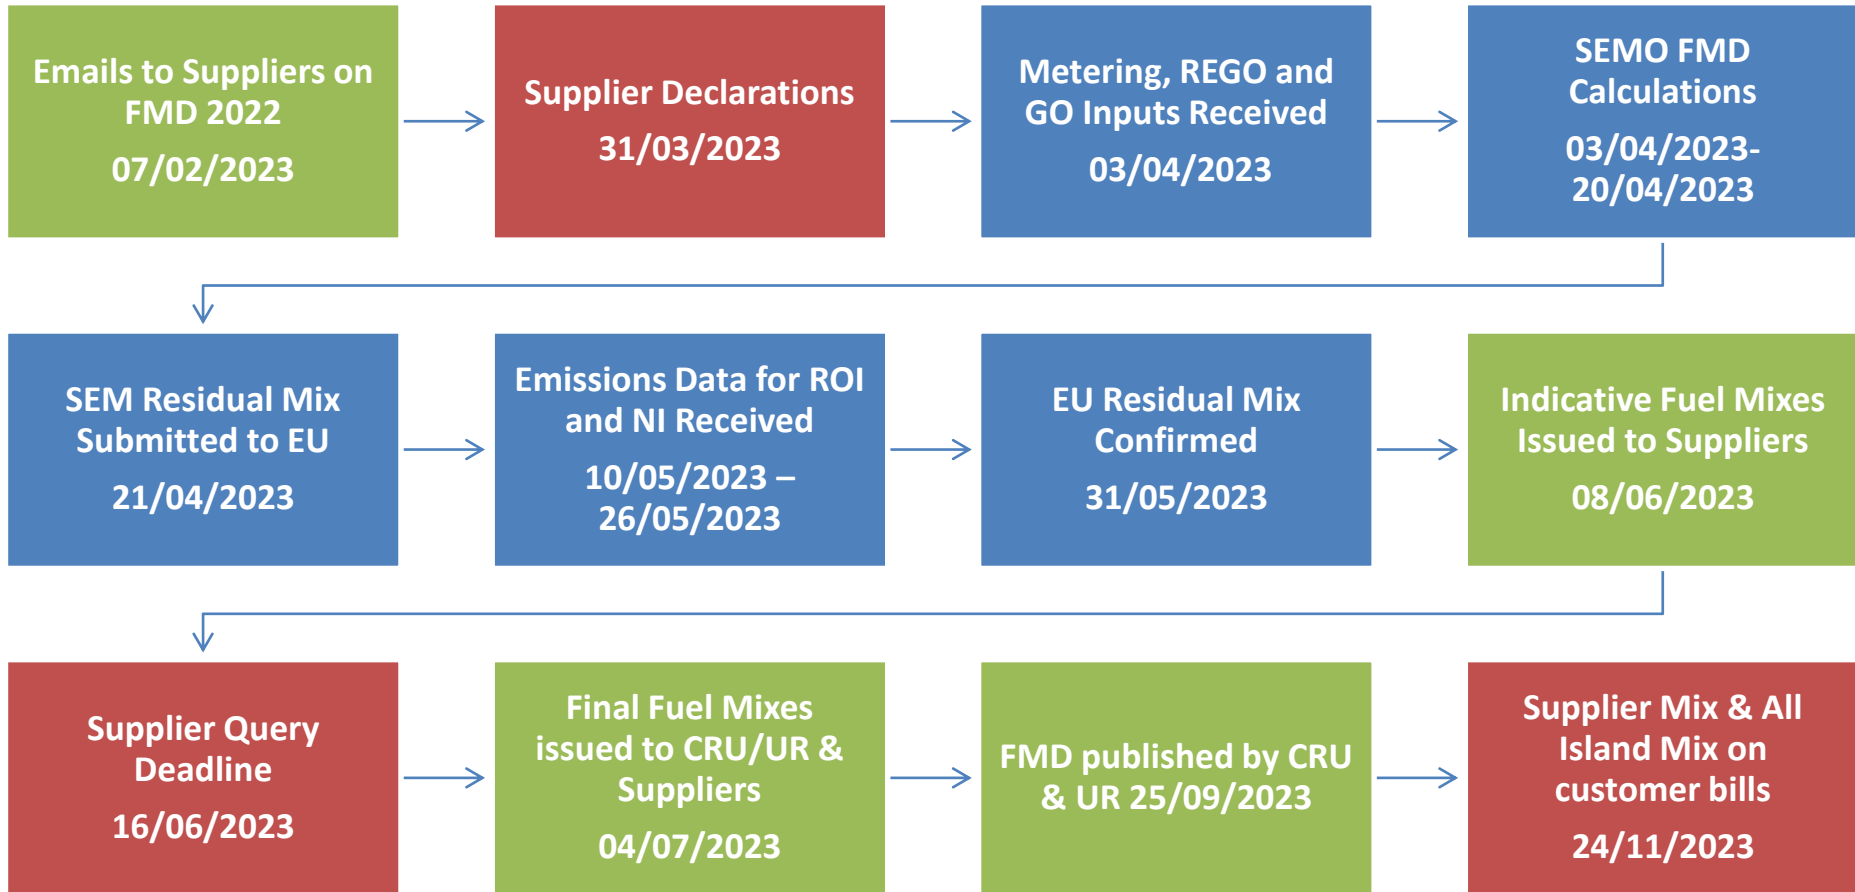 Emails to Suppliers on
FMD 2022
07/02/2023
Supplier Declarations
31/03/2023
Metering, REGO and
GO Inputs Received
03/04/2023
SEMO FMD
Calculations
03/04/2023-
20/04/2023
SEM Residual Mix
Submitted to EU
21/04/2023
Emissions Data for ROI
and NI Received
10/05/2023 –
26/05/2023
EU Residual Mix
Confirmed
31/05/2023
Indicative Fuel Mixes
Issued to Suppliers
08/06/2023
Supplier Query
Deadline
16/06/2023
Final Fuel Mixes
issued to CRU/UR &
Suppliers
04/07/2023
FMD published by CRU
& UR 25/09/2023
Supplier Mix & All
Island Mix on
customer bills
24/11/2023